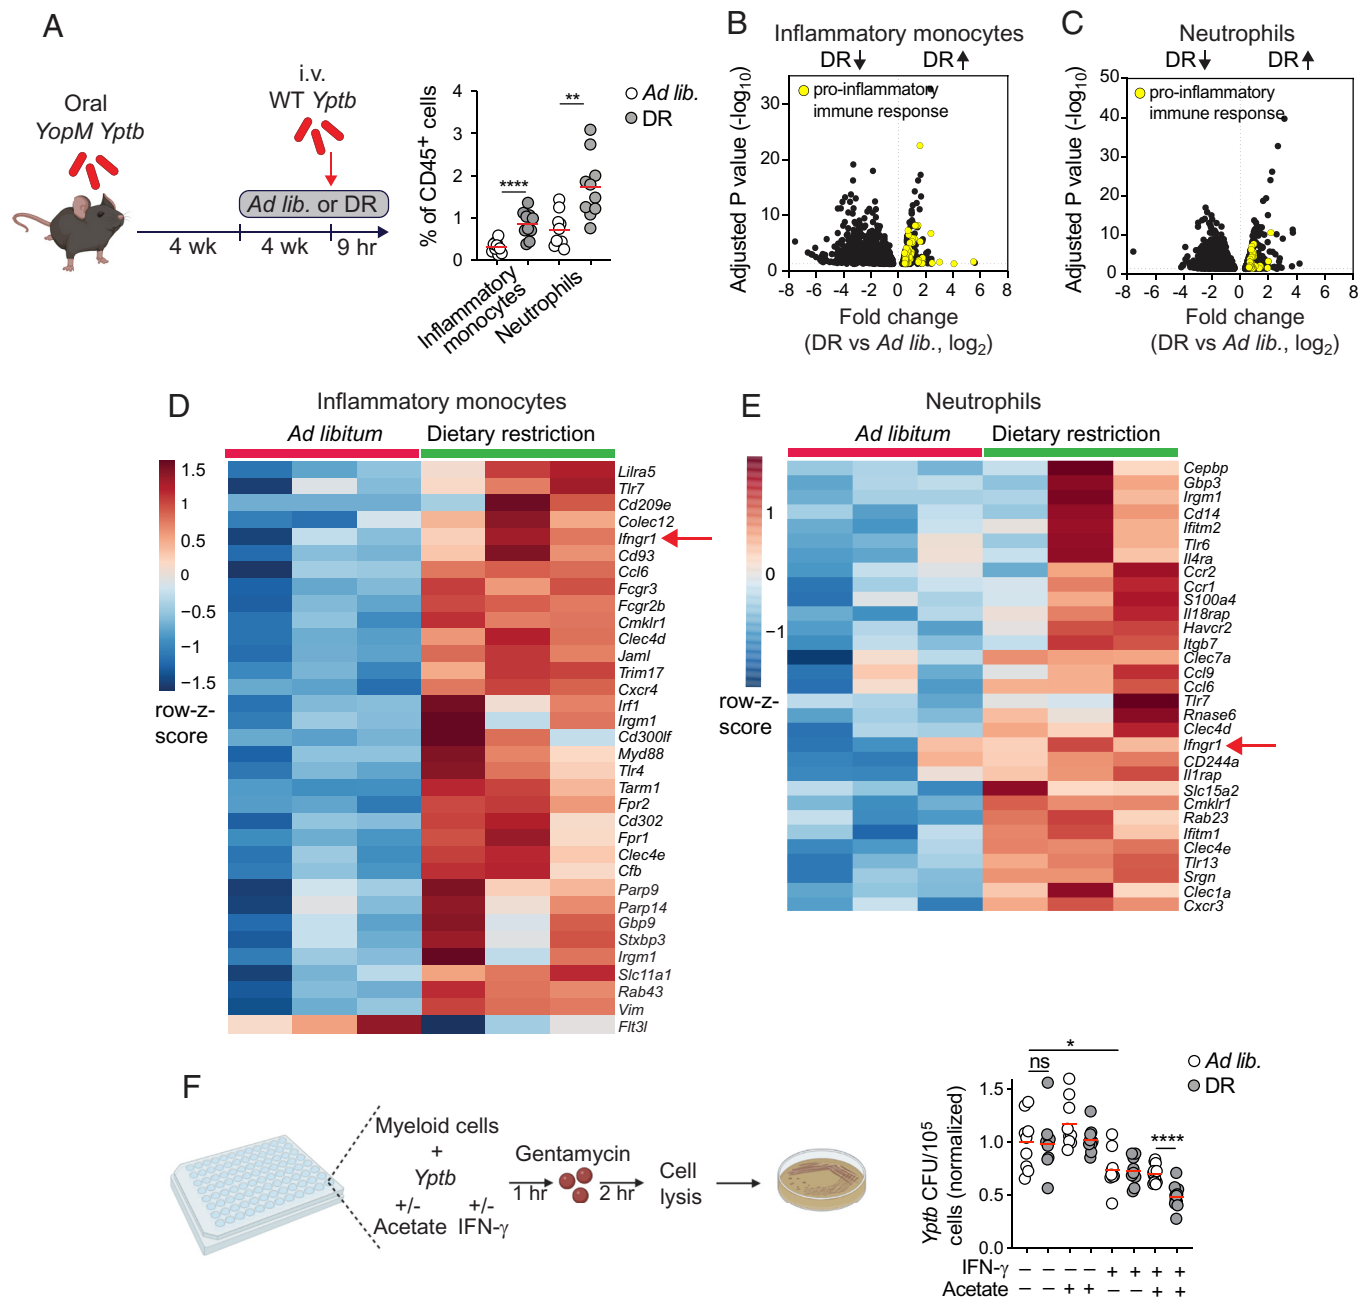 A
Oral
YopM Yptb
i.v.
WT Yptb
Ad lib. or DR
4 wk
4 wk
9 hr
% of CD45+ cells
4
3
2
1
0
****
**
Ad lib.
DR
Inflammatory
monocytes
Neutrophils
B
Inflammatory monocytes
DR
DR
pro-inflammatory
immune response
Adjusted P value (-log10)
30
20
10
0
-8 -6 -4 -2 0 2 4 6 8
Fold change
(DR vs Ad lib., log2)
C
Neutrophils
DR
DR
pro-inflammatory
immune response
Adjusted P value (-log10)
50
40
30
20
10
0
-8 -6 -4 -2 0 2 4 6 8
Fold change
(DR vs Ad lib., log2)
D
Inflammatory monocytes
Ad libitum
Dietary restriction
1.5
1
0.5
0
−0.5
−1
−1.5
row-z-
score
Lilra5
Tlr7
Cd209e
Colec12
Ifngr1
Cd93
Ccl6
Fcgr3
Fcgr2b
Cmklr1
Clec4d
Jaml
Trim17
Cxcr4
Irf1
Irgm1
Cd300lf
Myd88
Tlr4
Tarm1
Fpr2
Cd302
Fpr1
Clec4e
Cfb
Parp9
Parp14
Gbp9
Stxbp3
Irgm1
Slc11a1
Rab43
Vim
Flt3l
E
Neutrophils
Ad libitum
Dietary restriction
1
0
−1
row-z-
score
Cepbp
Gbp3
Irgm1
Cd14
Ifitm2
Tlr6
Il4ra
Ccr2
Ccr1
S100a4
Il18rap
Havcr2
Itgb7
Clec7a
Ccl9
Ccl6
Tlr7
Rnase6
Clec4d
Ifngr1
CD244a
Il1rap
Slc15a2
Cmklr1
Rab23
Ifitm1
Clec4e
Tlr13
Srgn
Clec1a
Cxcr3
F
Myeloid cells
+
Yptb
+/- +/-
Acetate IFN-γ
1 hr
Gentamycin
2 hr
Cell
lysis
Yptb CFU/105
cells (normalized)
1.5
1.0
0.5
0.0
*
ns
****
Ad lib.
DR
IFN-γ − − − − + + + +
Acetate − − + + − − + +